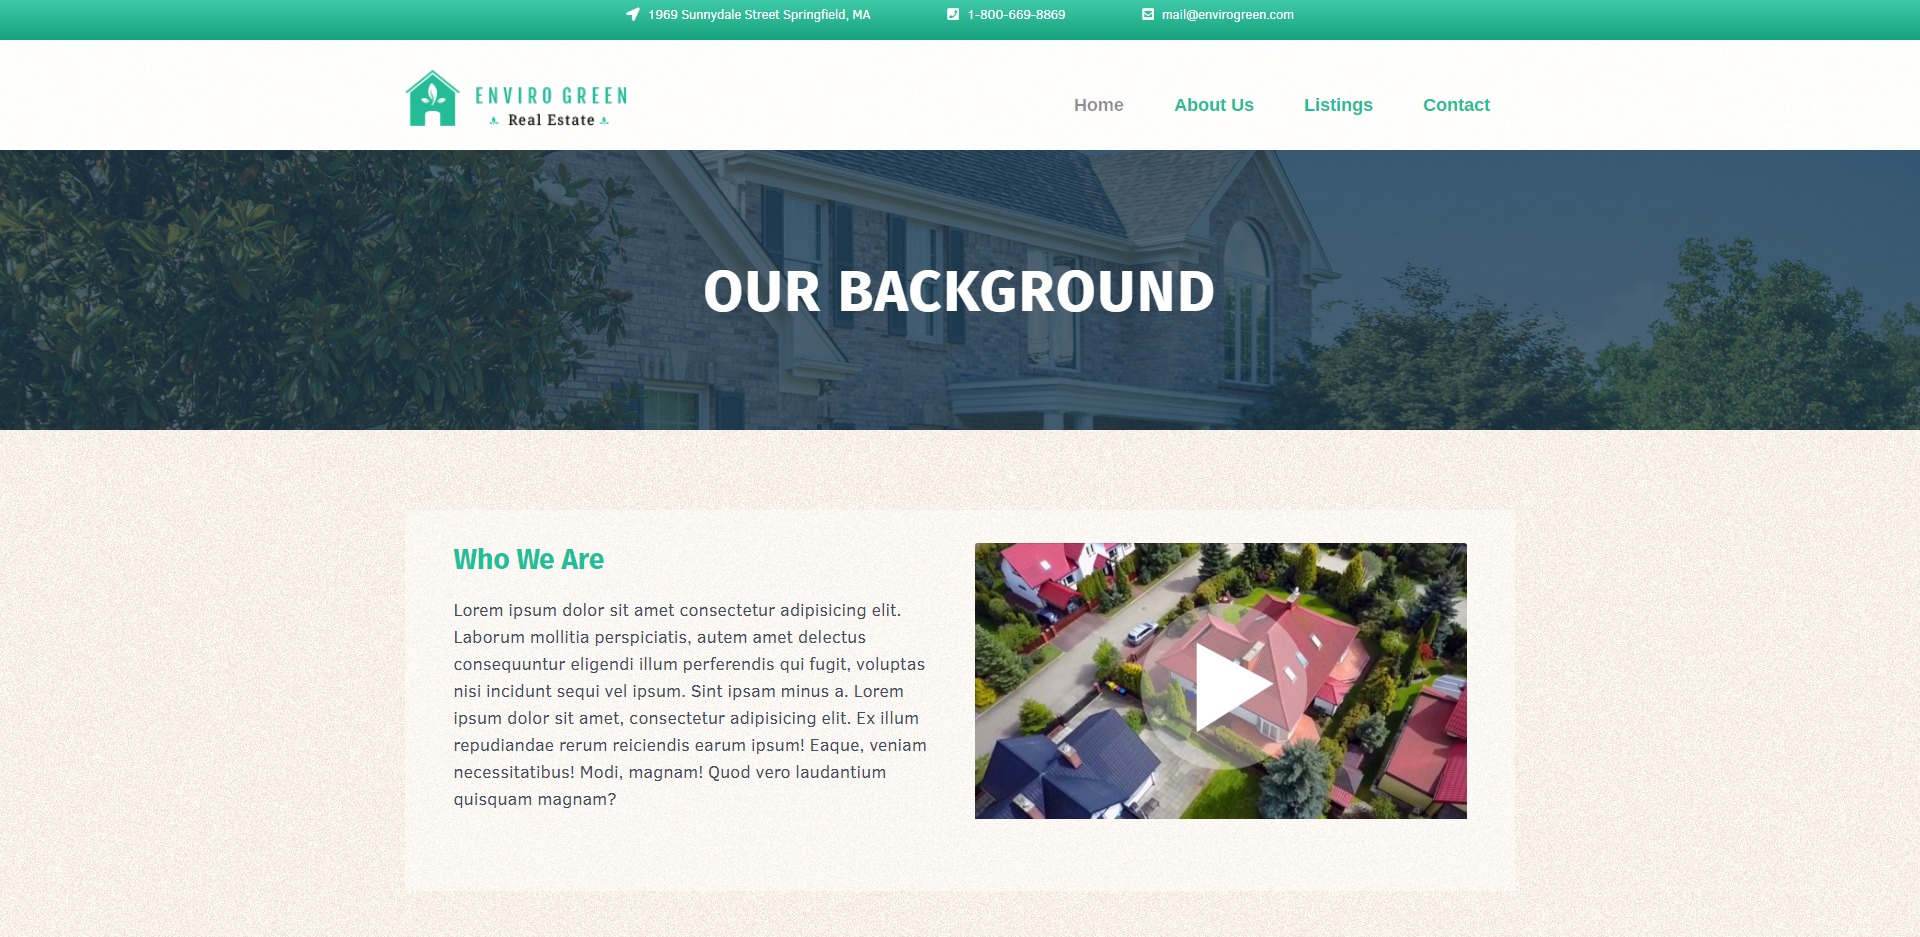 1969 Sunnydale Street Springfield, MA 1-800-669-8869 mail@envirogreen.com
ENVIRO GREEN
Real Estate
Home About Us Listings Contact
OUR BACKGROUND
Who We Are
Lorem ipsum dolor sit amet consectetur adipisicing elit.
Laborum mollitia perspiciatis, autem amet delectus
consequuntur eligendi illum perferendis qui fugit, voluptas
nisi incidunt sequi vel ipsum. Sint ipsam minus a. Lorem
ipsum dolor sit amet, consectetur adipisicing elit. Ex illum
repudiandae rerum reiciendis earum ipsum! Eaque, veniam
necessitatibus! Modi, magnam! Quod vero laudantium
quisquam magnam?